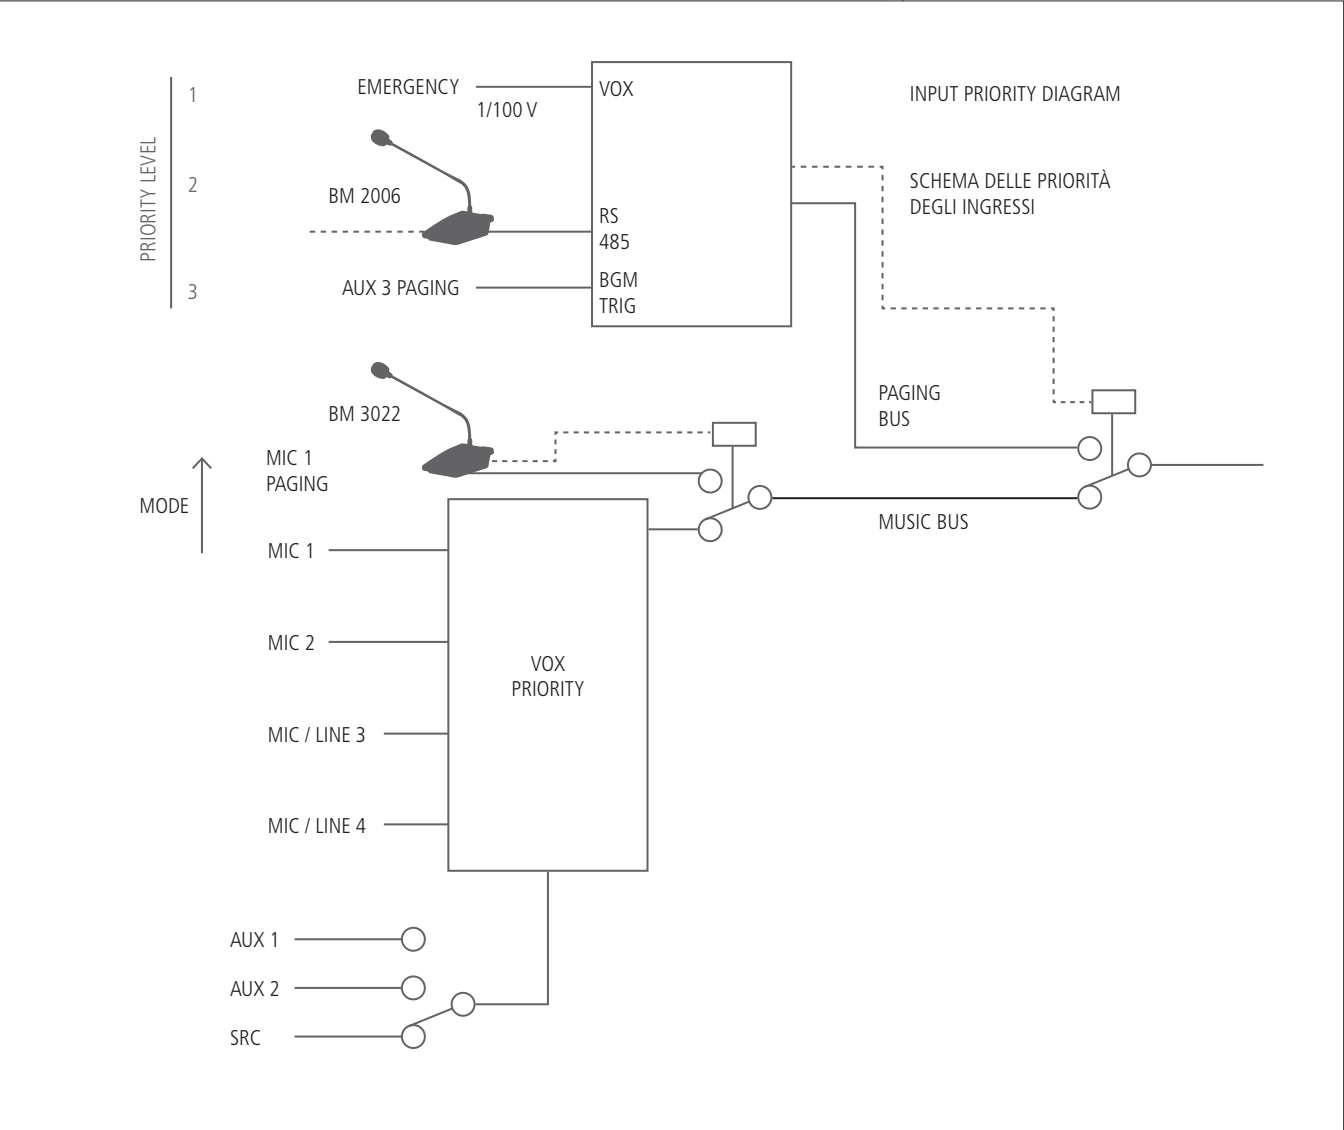 EMERGENCY
1/100 V
VOX
INPUT PRIORITY DIAGRAM
PRIORITY LEVEL
1
2
3
BM 2006
SCHEMA DELLE PRIORITÀ
DEGLI INGRESSI
RS
485
AUX 3 PAGING
BGM
TRIG
BM 3022
PAGING
BUS
MIC 1
PAGING
MODE
MUSIC BUS
MIC 1
MIC 2
VOX
PRIORITY
MIC / LINE 3
MIC / LINE 4
AUX 1
AUX 2
SRC